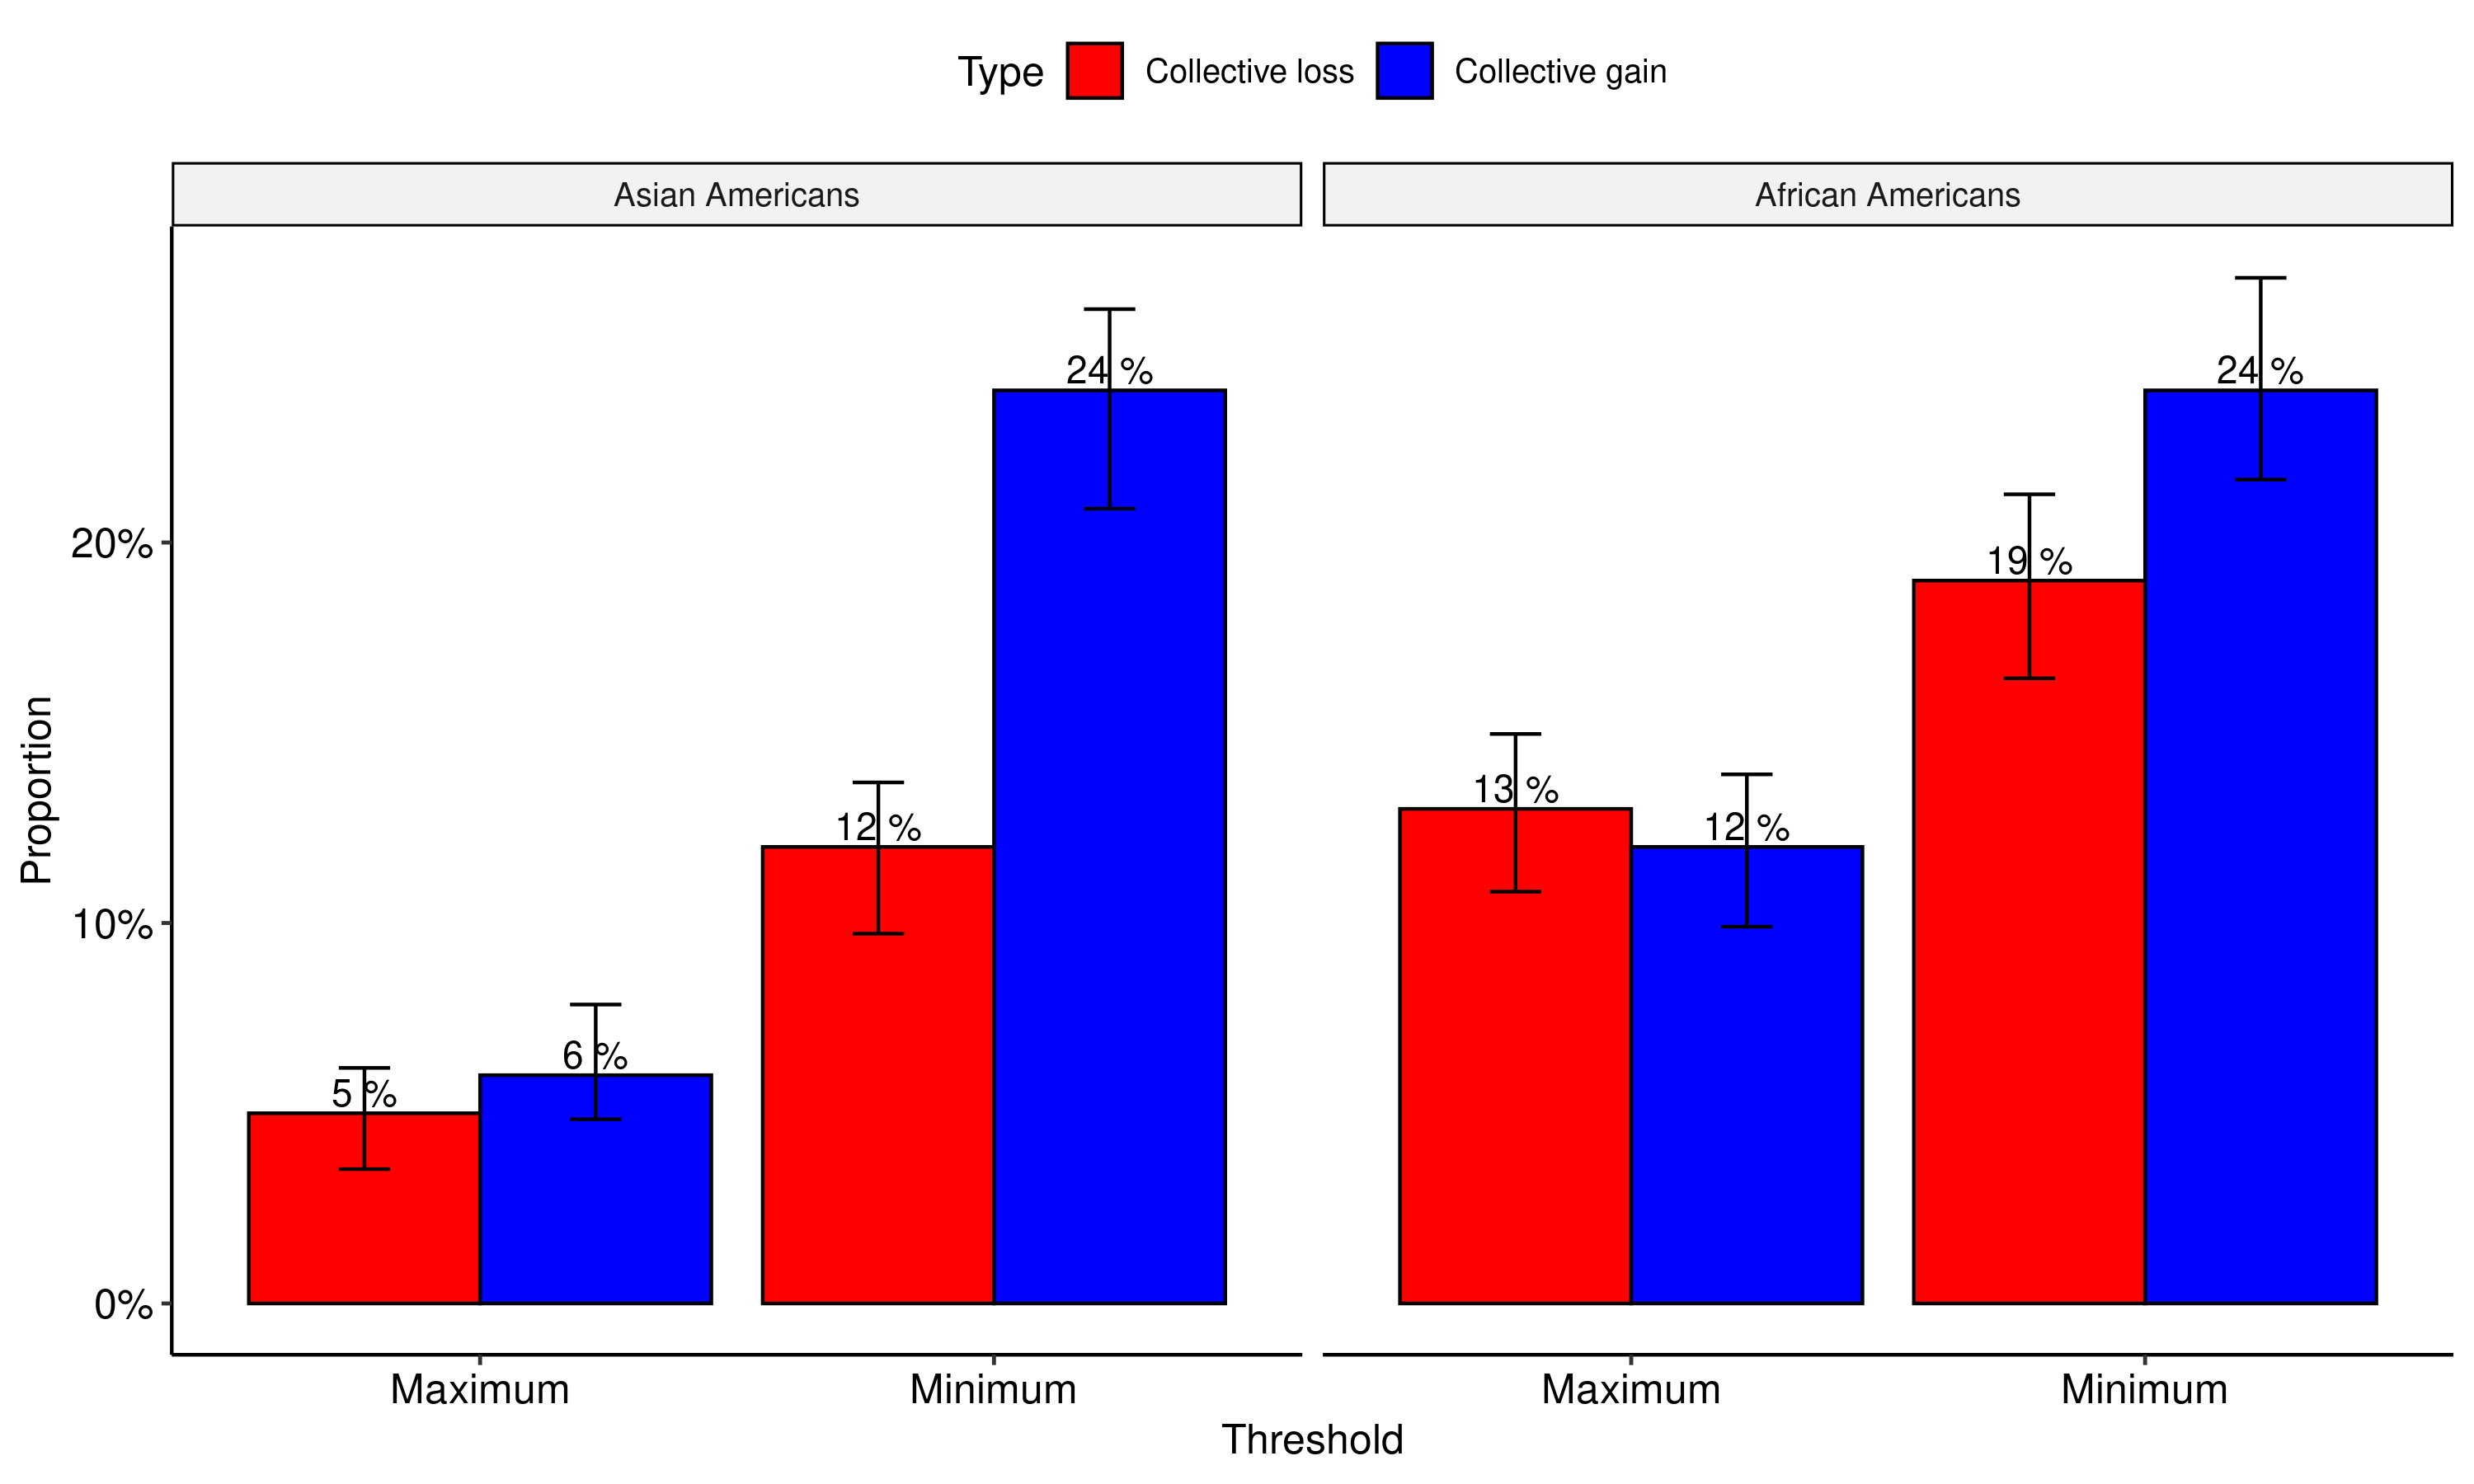 Type Collective loss Collective gain
Asian Americans African Americans
24 % 24 %
20%
19 %
13 %
12 % 12 %
10%
6 %
5 %
0%
Proportion
Maximum Minimum Maximum Minimum
Threshold